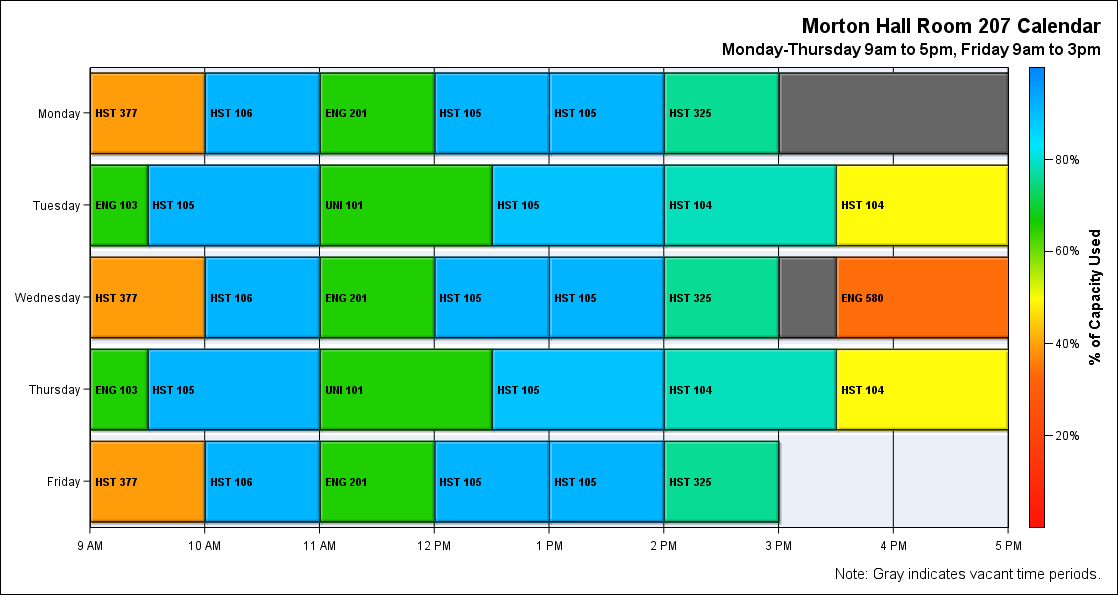 Morton Hall Room 207 Calendar
Monday-Thursday 9am to 5pm, Friday 9am to 3pm
Monday
HST 377
HST 106
ENG 201
HST 105
HST 105
HST 325
Tuesday
ENG 103
HST 105
UNI 101
HST 105
HST 104
HST 104
Wednesday
HST 377
HST 106
ENG 201
HST 105
HST 105
HST 325
ENG 580
Thursday
ENG 103
HST 105
UNI 101
HST 105
HST 104
HST 104
Friday
HST 377
HST 106
ENG 201
HST 105
HST 105
HST 325
9 AM
10 AM
11 AM
12 PM
1 PM
2 PM
3 PM
4 PM
5 PM
80%
60%
40%
20%
% of Capacity Used
Note: Gray indicates vacant time periods.